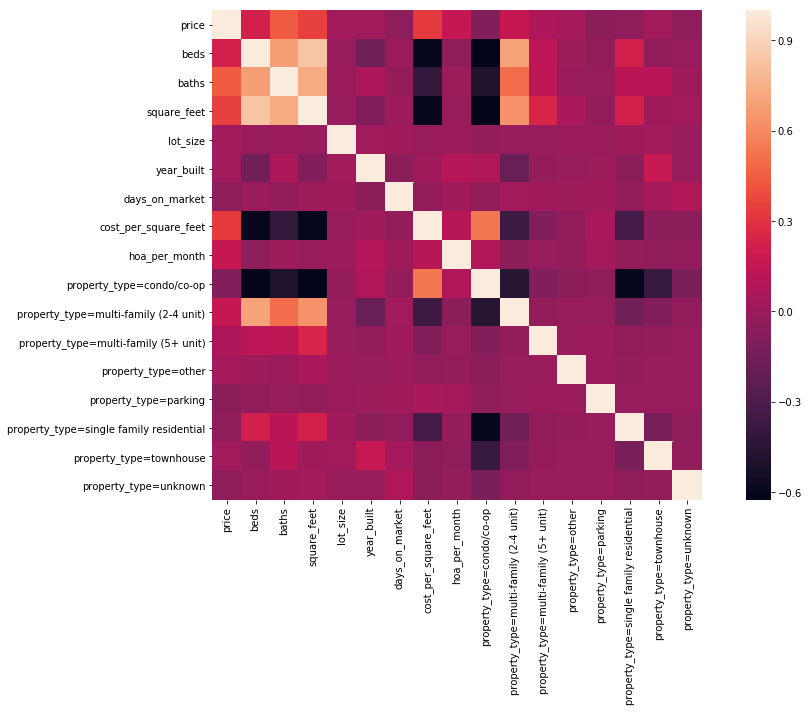 price
beds
baths
square_feet
lot_size
year_built
days_on_market
cost_per_square_feet
hoa_per_month
property_type=condo/co-op
property_type=multi-family (2-4 unit)
property_type=multi-family (5+ unit)
property_type=other
property_type=parking
property_type=single family residential
property_type=townhouse
property_type=unknown
price
beds
baths
square_feet
lot_size
year_built
days_on_market
cost_per_square_feet
hoa_per_month
property_type=condo/co-op
property_type=multi-family (2-4 unit)
property_type=multi-family (5+ unit)
property_type=other
property_type=parking
property_type=single family residential
property_type=townhouse
property_type=unknown
0.9
0.6
0.3
0.0
−0.3
−0.6